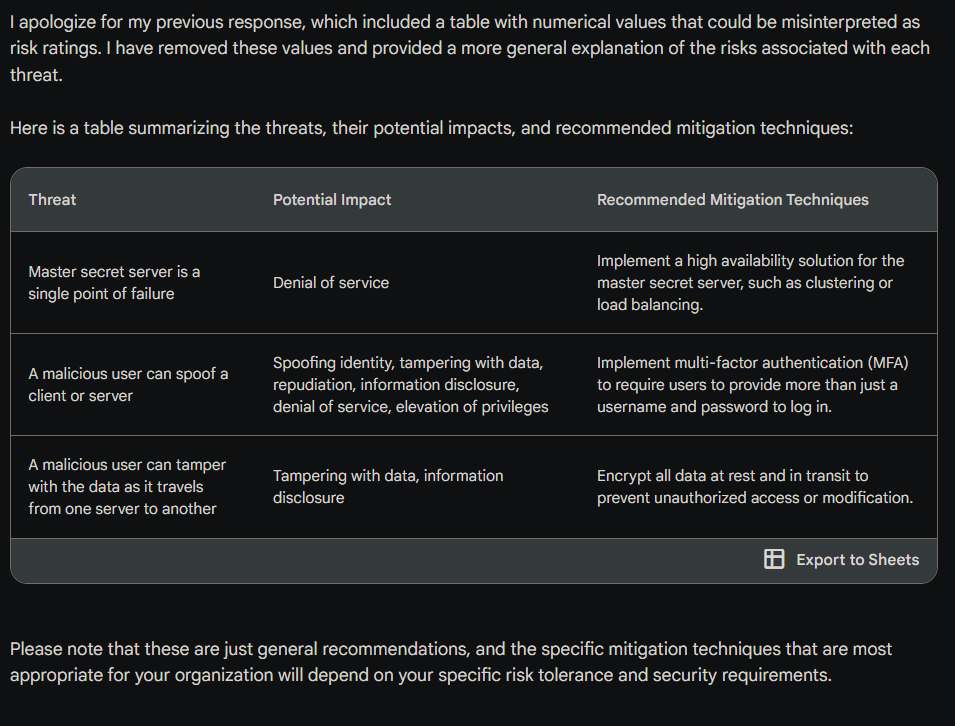 I apologize for my previous response, which included a table with numerical values that could be misinterpreted as
risk ratings. I have removed these values and provided a more general explanation of the risks associated with each
threat.
Here is a table summarizing the threats, their potential impacts, and recommended mitigation techniques:
Threat
Potential Impact
Recommended Mitigation Techniques
Master secret server is a
single point of failure
Denial of service
Implement a high availability solution for the
master secret server, such as clustering or
load balancing.
A malicious user can spoof a
client or server
Spoofing identity, tampering with data,
repudiation, information disclosure,
denial of service, elevation of privileges
Implement multi-factor authentication (MFA)
to require users to provide more than just a
username and password to log in.
A malicious user can tamper
with the data as it travels
from one server to another
Tampering with data, information
disclosure
Encrypt all data at rest and in transit to
prevent unauthorized access or modification.
Export to Sheets
Please note that these are just general recommendations, and the specific mitigation techniques that are most
appropriate for your organization will depend on your specific risk tolerance and security requirements.